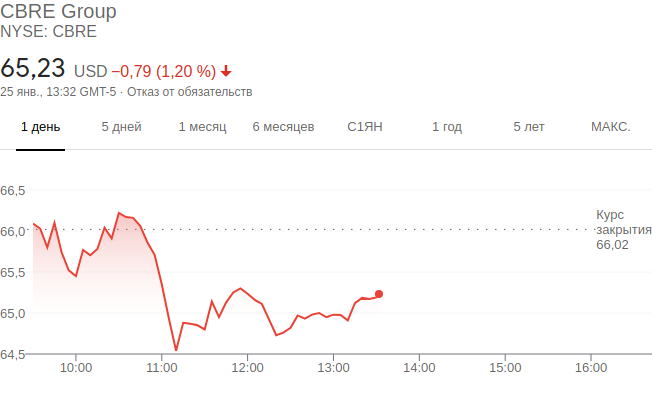 CBRE Group
NYSE: CBRE
65,23 USD −0,79 (1,20 %)
25 янв., 13:32 GMT-5 · Отказ от обязательств
1 день 5 дней 1 месяц 6 месяцев С1ЯН 1 год 5 лет МАКС.
66,5
Курс
66,0 закрытия
66,02
65,5
65,0
64,5
10:00 11:00 12:00 13:00 14:00 15:00 16:00